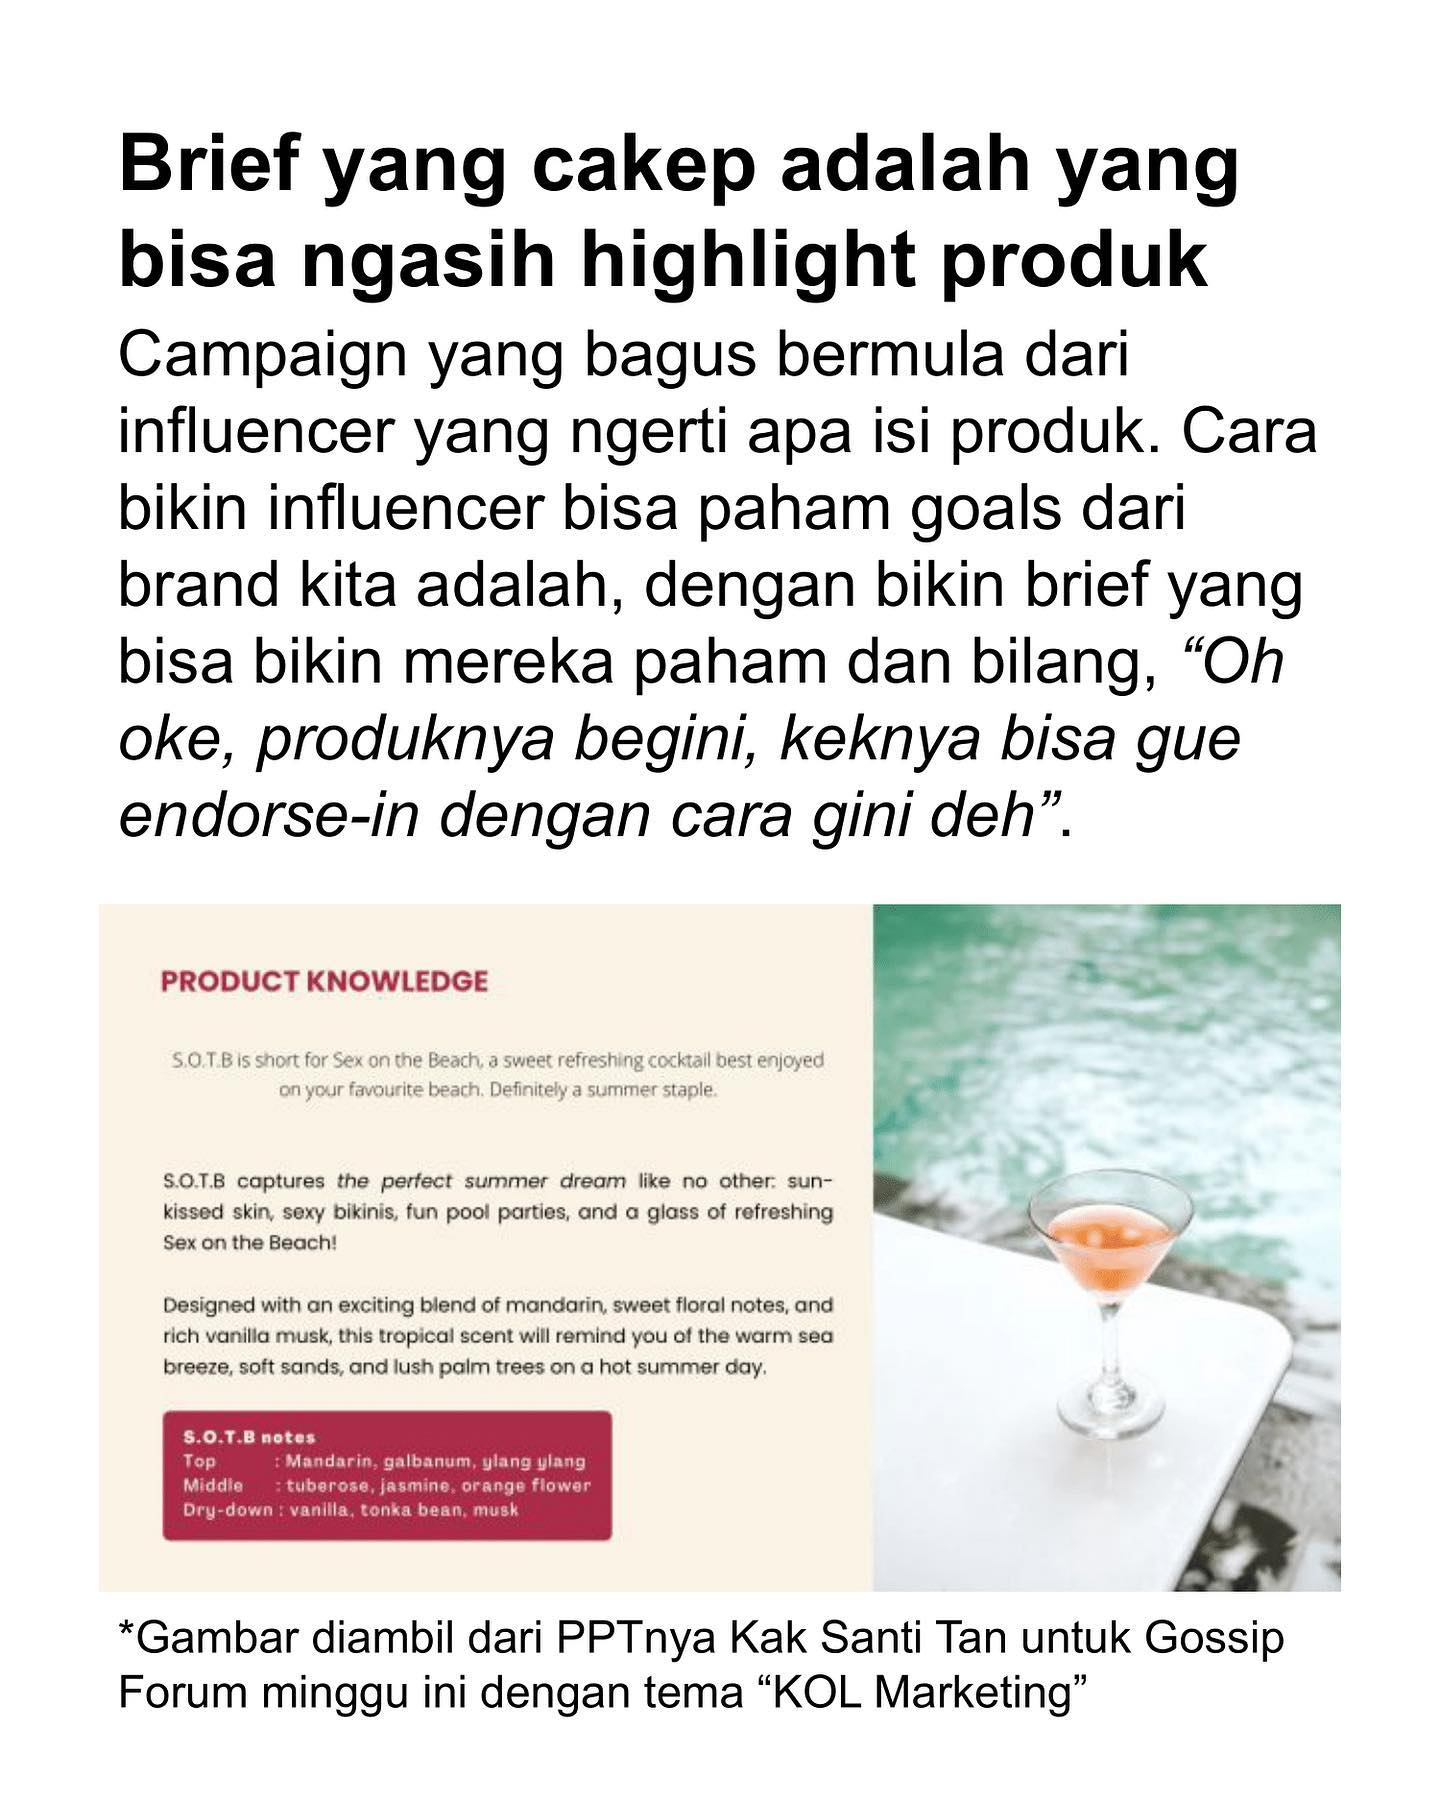 Brief yang cakep adalah yang
bisa ngasih highlight produk
Campaign yang bagus bermula dari
influencer yang ngerti apa isi produk. Cara
bikin influencer bisa paham goals dari
brand kita adalah, dengan bikin brief yang
bisa bikin mereka paham dan bilang, “Oh
oke, produknya begini, keknya bisa gue
endorse-in dengan cara gini deh”.
PRODUCT KNOWLEDGE
S.O.T.B is short for Sex on the Beach, a sweet refreshing cocktail best enjoyed
on your favourite beach. Definitely a summer staple.
S.O.T.B captures the perfect summer dream like no other: sun-
kissed skin, sexy bikinis, fun pool parties, and a glass of refreshing
Sex on the Beach!
Designed with an exciting blend of mandarin, sweet floral notes, and
rich vanilla musk, this tropical scent will remind you of the warm sea
breeze, soft sands, and lush palm trees on a hot summer day.
S.O.T.B notes
Top : Mandarin, galbanum, ylang ylang
Middle : tuberose, jasmine, orange flower
Dry-down : vanilla, tonka bean, musk
*Gambar diambil dari PPTnya Kak Santi Tan untuk Gossip
Forum minggu ini dengan tema “KOL Marketing”